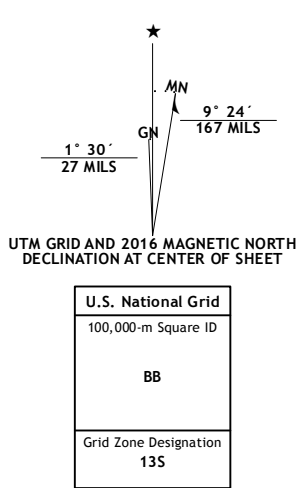 MN
9° 24´
167 MILS
GN
1° 30´
27 MILS
UTM GRID AND 2016 MAGNETIC NORTH
DECLINATION AT CENTER OF SHEET
U.S. National Grid
100,000-m Square ID
BB
Grid Zone Designation
13S